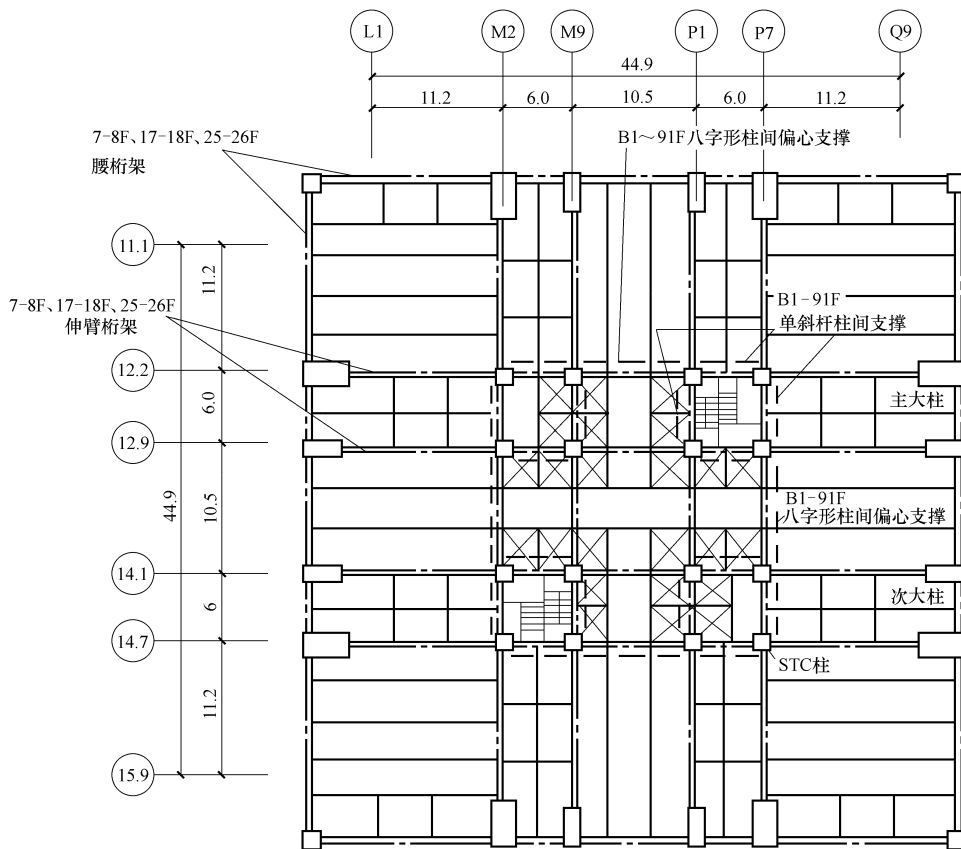 L1 M2 M9 P1 P7 Q9
44.9
11.2 6.0 10.5 6.0 11.2
7-8F、17-18F、25-26F
腰桁架
B1～91F八字形柱间偏心支撑
11.1
11.2
7-8F、17-18F、25-26F
伸臂桁架
B1-91F
单斜杆柱间支撑
12.2
6.0
主大柱
12.9
44.9
10.5
B1-91F
八字形柱间偏心支撑
14.1
6
次大柱
14.7
STC柱
11.2
15.9